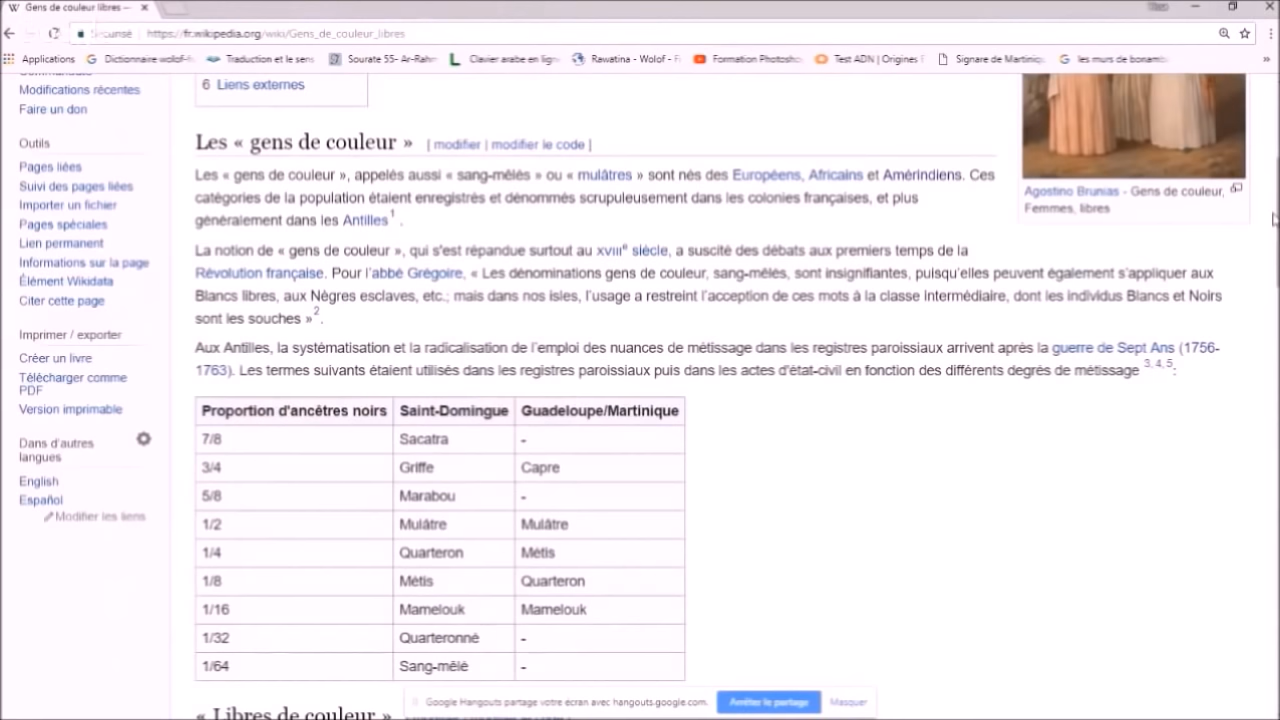 Gens de couleur libres —
https://fr.wikipedia.org/wiki/Gens_de_couleur_libres
Applications
Dictionnaire wolof-f
Traduction et le sens
Sourate 55- Ar-Rahm
Clavier arabe en lign
Rawatina - Wolof - Fr
Formation Photosho
Test ADN | Origines
Signare de Martiniq
les murs de bonamb
»
Modifications récentes
Faire un don
Outils
Pages liées
Suivi des pages liées
Importer un fichier
Pages spéciales
Lien permanent
Informations sur la page
Élément Wikidata
Citer cette page
Imprimer / exporter
Créer un livre
Télécharger comme
PDF
Version imprimable
Dans d'autres
langues
English
Español
Modifier les liens
6 Liens externes
Les « gens de couleur » [ modifier | modifier le code ]
Les « gens de couleur », appelés aussi « sang-mêlés » ou « mulâtres » sont nés des Européens, Africains et Amérindiens. Ces
catégories de la population étaient enregistrés et dénommés scrupuleusement dans les colonies françaises, et plus
généralement dans les Antilles1.
La notion de « gens de couleur », qui s'est répandue surtout au xviiie siècle, a suscité des débats aux premiers temps de la
Révolution française. Pour l'abbé Grégoire, « Les dénominations gens de couleur, sang-mêlés, sont insignifiantes, puisqu'elles peuvent également s'appliquer aux
Blancs libres, aux Nègres esclaves, etc.; mais dans nos isles, l'usage a restreint l'acception de ces mots à la classe intermédiaire, dont les individus Blancs et Noirs
sont les souches »2.
Aux Antilles, la systématisation et la radicalisation de l'emploi des nuances de métissage dans les registres paroissiaux arrivent après la guerre de Sept Ans (1756-
1763). Les termes suivants étaient utilisés dans les registres paroissiaux puis dans les actes d'état-civil en fonction des différents degrés de métissage 3, 4, 5:
Proportion d'ancêtres noirs Saint-Domingue Guadeloupe/Martinique
7/8 Sacatra -
3/4 Griffe Capre
5/8 Marabou -
1/2 Mulâtre Mulâtre
1/4 Quarteron Métis
1/8 Métis Quarteron
1/16 Mamelouk Mamelouk
1/32 Quarteronné -
1/64 Sang-mêlé -
Agostino Brunias - Gens de couleur,
Femmes, libres
Google Hangouts partage votre écran avec hangouts.google.com. Arrêter le partage Masquer
« Libres de couleur »